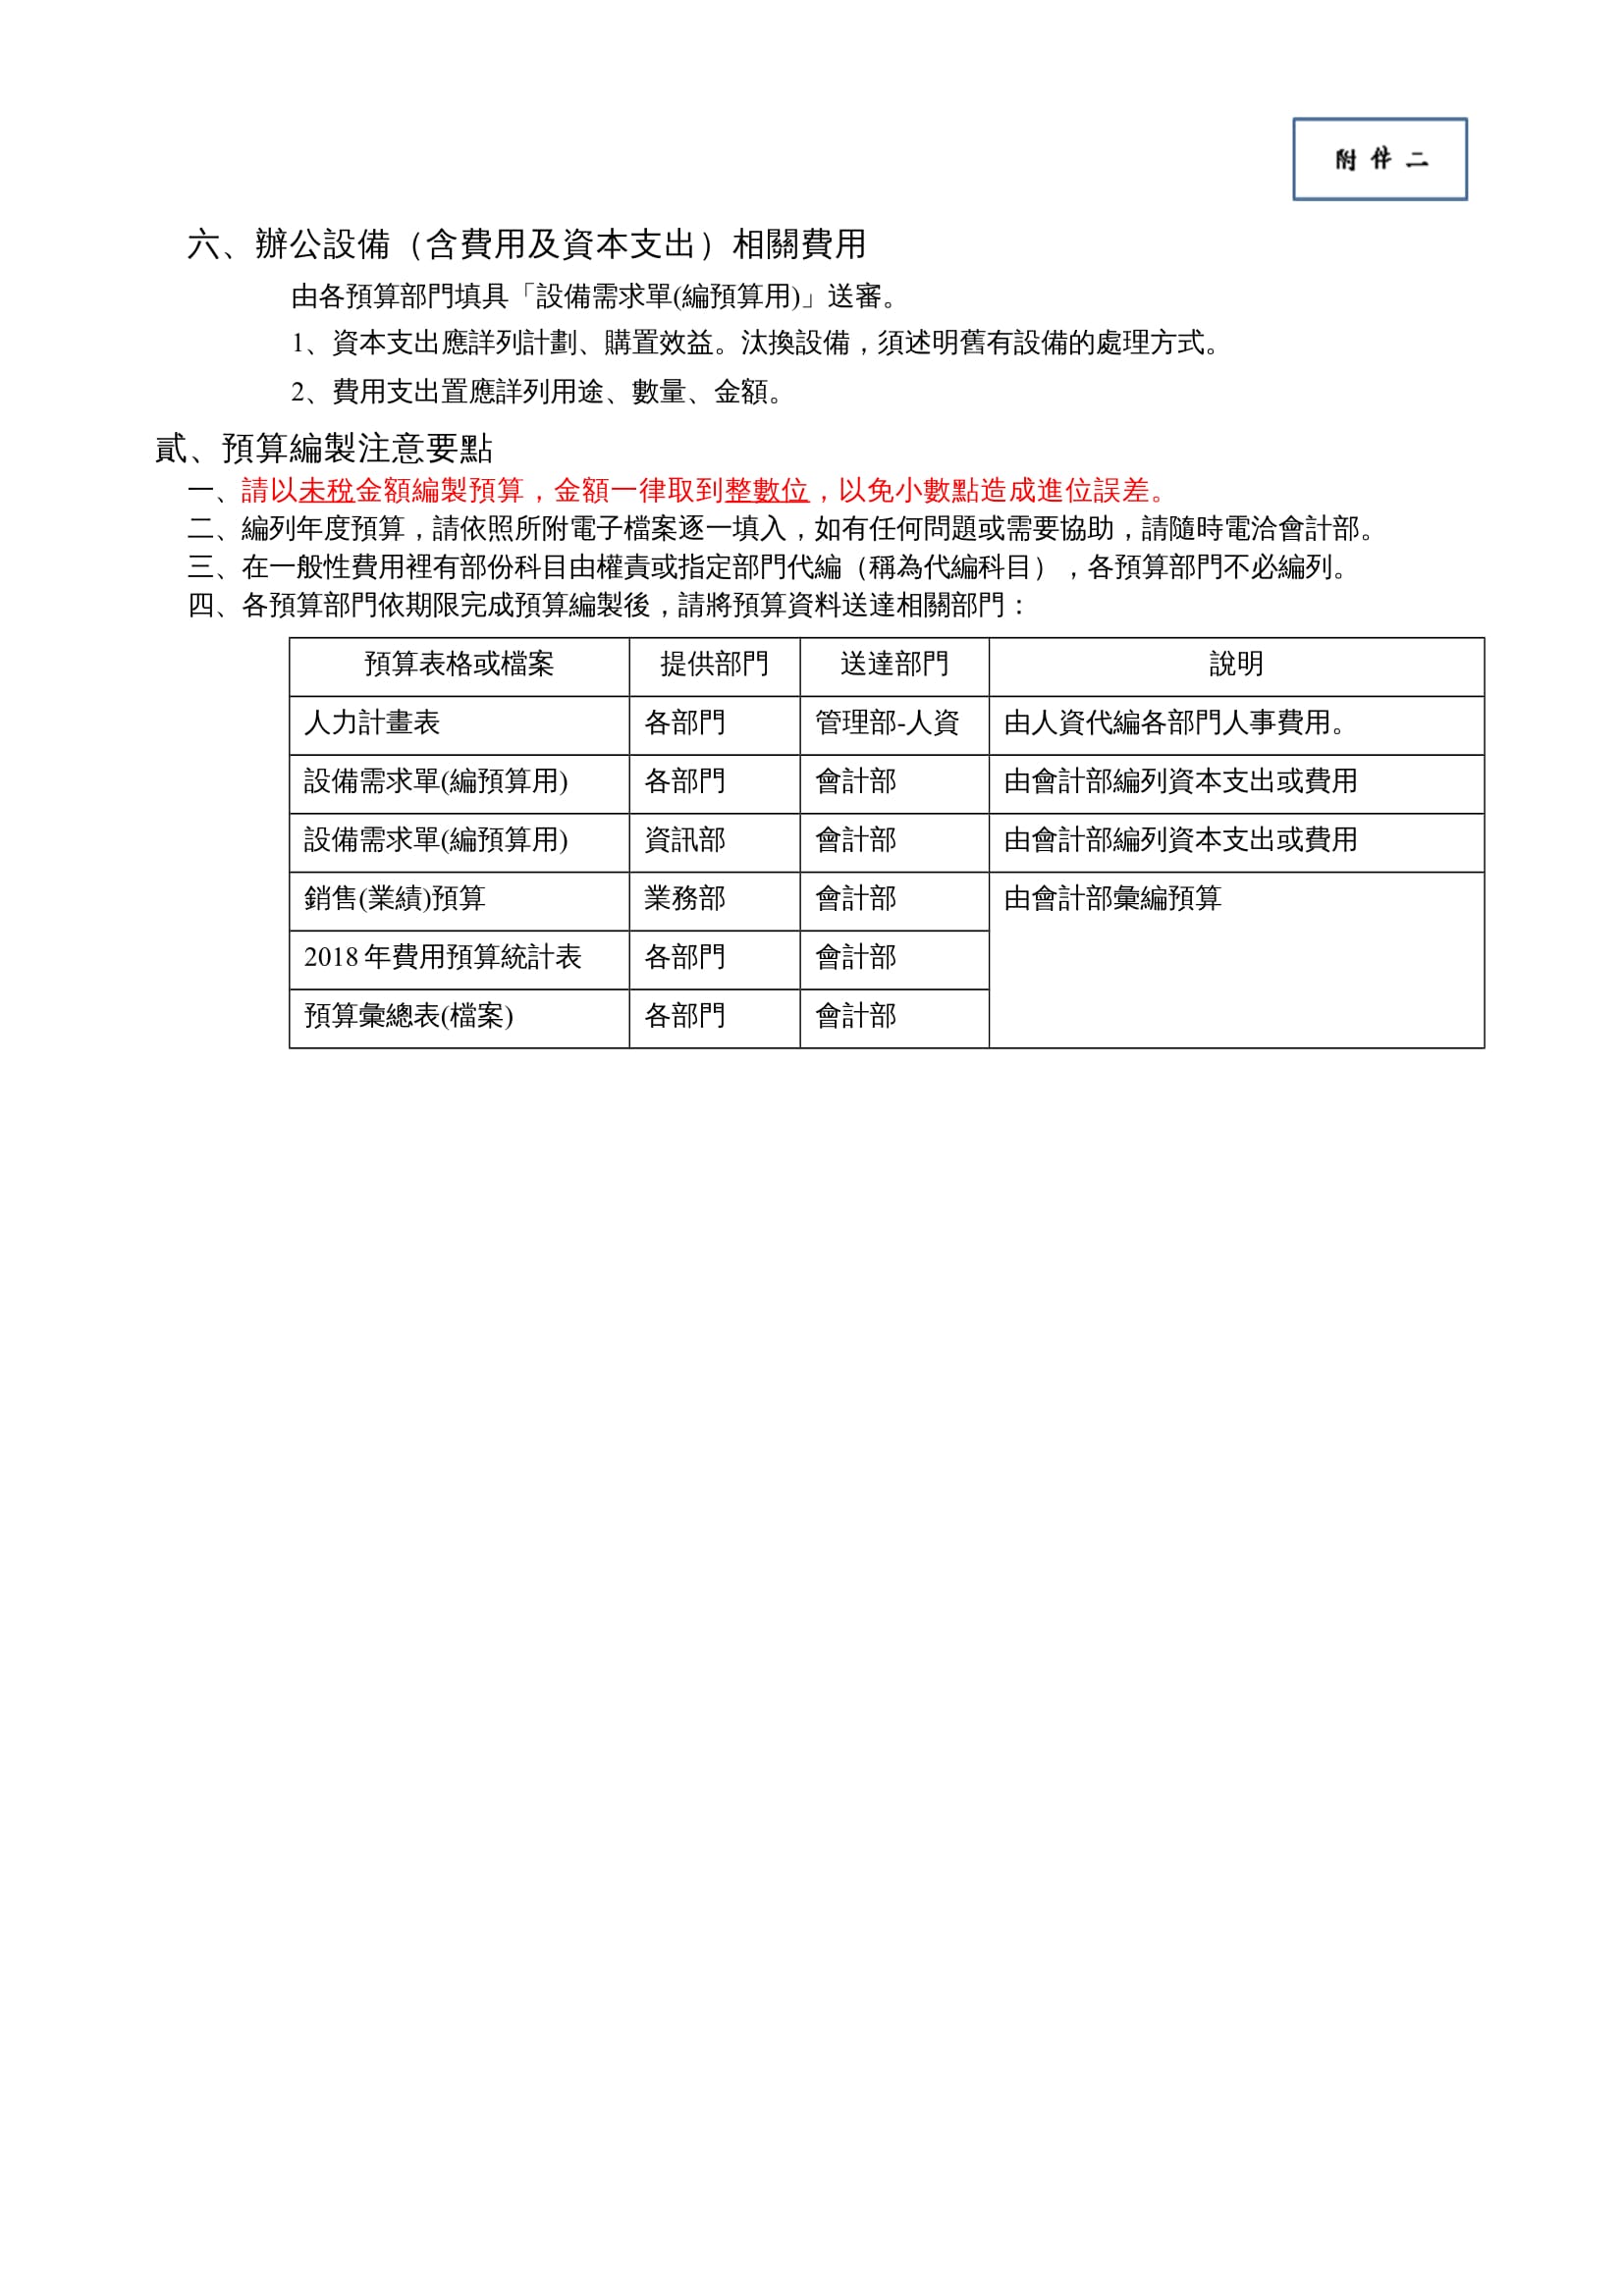 附件二
六、辦公設備（含費用及資本支出）相關費用
由各預算部門填具「設備需求單(編預算用)」送審。
1、資本支出應詳列計劃、購置效益。汰換設備，須述明舊有設備的處理方式。
2、費用支出置應詳列用途、數量、金額。
貳、預算編製注意要點
一、請以未稅金額編製預算，金額一律取到整數位，以免小數點造成進位誤差。
二、編列年度預算，請依照所附電子檔案逐一填入，如有任何問題或需要協助，請隨時電洽會計部。
三、在一般性費用裡有部份科目由權責或指定部門代編（稱為代編科目），各預算部門不必編列。
四、各預算部門依期限完成預算編製後，請將預算資料送達相關部門：
預算表格或檔案 提供部門 送達部門 說明
人力計畫表 各部門 管理部-人資 由人資代編各部門人事費用。
設備需求單(編預算用) 各部門 會計部 由會計部編列資本支出或費用
設備需求單(編預算用) 資訊部 會計部 由會計部編列資本支出或費用
銷售(業績)預算 業務部 會計部 由會計部彙編預算
2018 年費用預算統計表 各部門 會計部
預算彙總表(檔案) 各部門 會計部